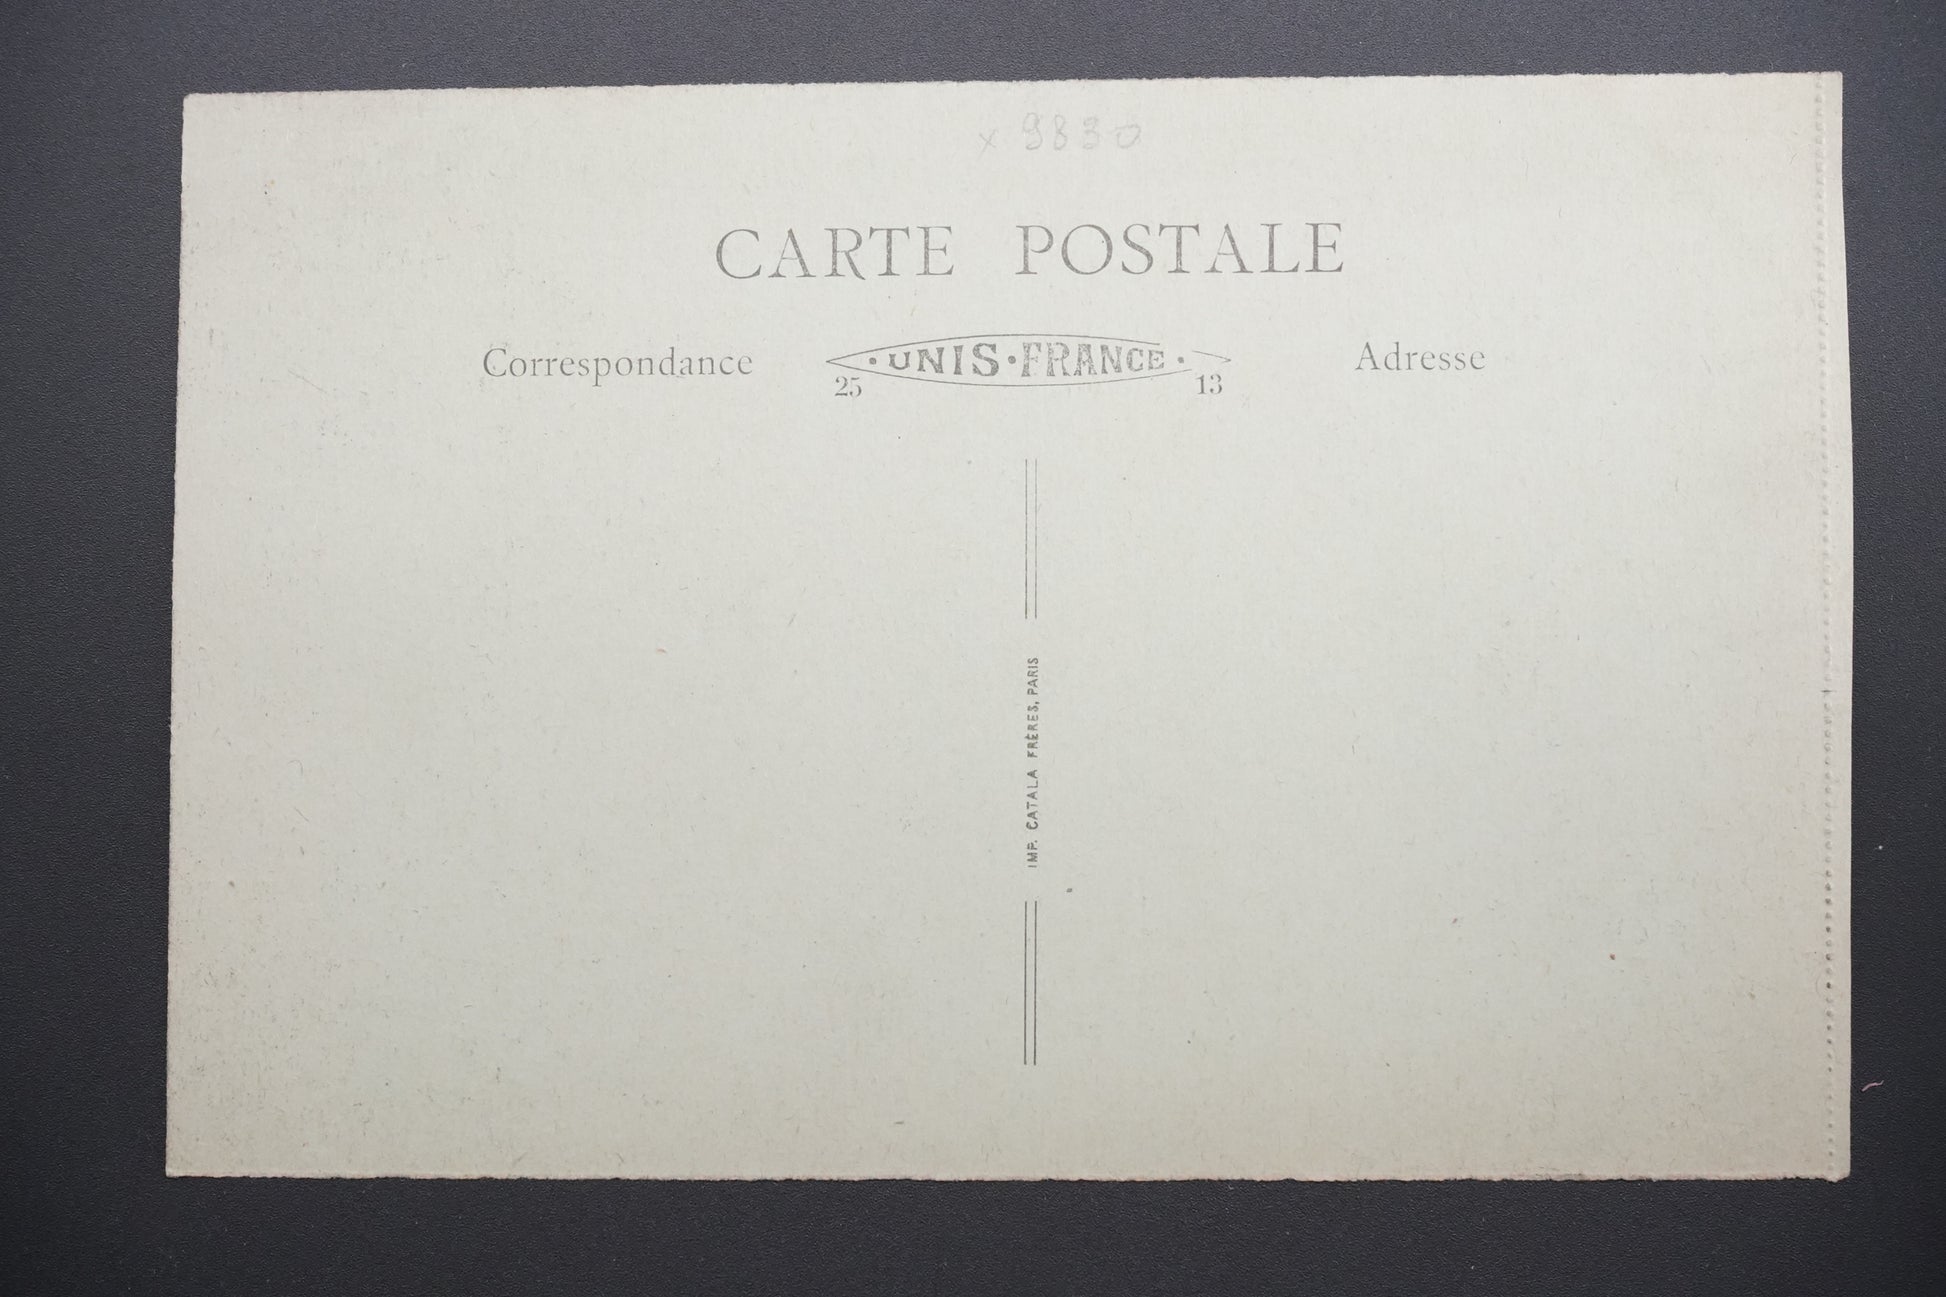 x 9830
CARTE POSTALE
Correspondance
· UNIS · FRANCE ·
25 13
Adresse
IMP. CATALA FRÈRES, PARIS